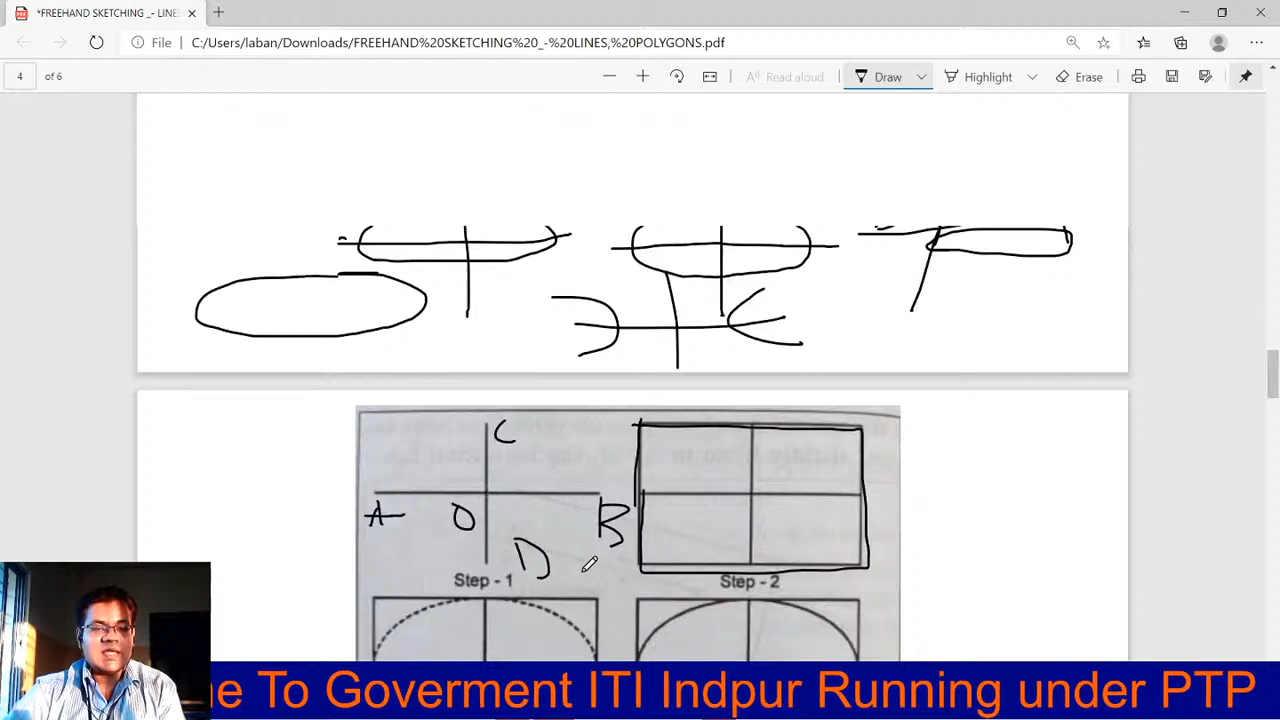 *FREEHAND SKETCHING _- LINE!
File C:/Users/laban/Downloads/FREEHAND%20SKETCHING%20_-%20LINES,%20POLYGONS.pdf
4 of 6
Read aloud
Draw
Highlight
Erase
C
A O B
D
Step - 1
Step - 2
e To Goverment ITI Indpur Running under PTP